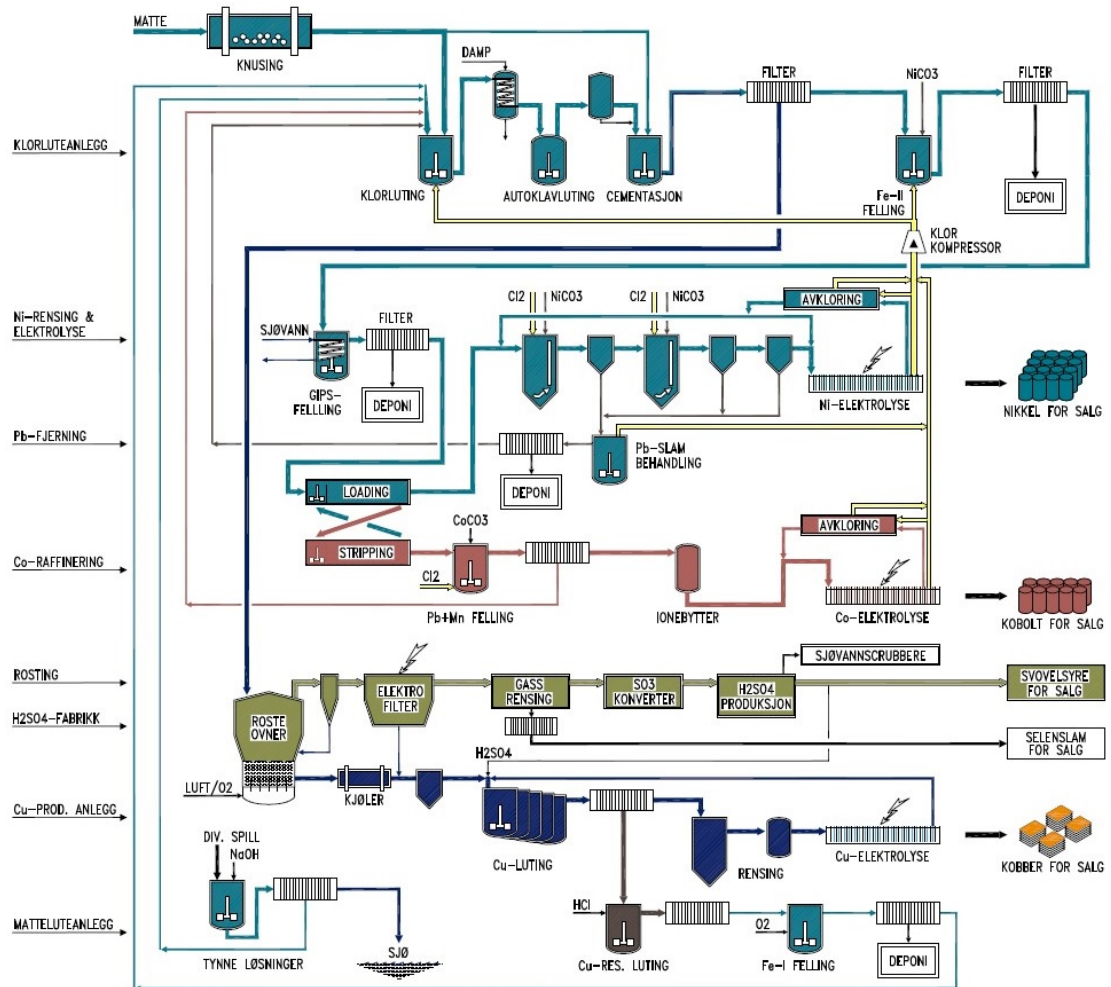 MATTE
KNUSING
DAMP
FILTER
NiCO3
FILTER
KLORLUTEANLEGG
KLORLUTING
AUTOKLAVLUTING
CEMENTASJON
Fe-II
FELLING
DEPONI
KLOR
KOMPRESSOR
Ni-RENSING &
ELEKTROLYSE
SJØVANN
FILTER
Cl2
NiCO3
Cl2
NiCO3
AVKLORING
GIPS-
FELLLING
DEPONI
Ni-ELEKTROLYSE
NIKKEL FOR SALG
Pb-FJERNING
Pb-SLAM
BEHANDLING
DEPONI
LOADING
CoCO3
AVKLORING
STRIPPING
Co-RAFFINERING
Cl2
Pb+Mn FELLING
IONEBYTTER
Co-ELEKTROLYSE
KOBOLT FOR SALG
SJØVANNSCRUBBERE
ROSTING
ELEKTRO
FILTER
GASS
RENSING
SO3
KONVERTER
H2SO4
PRODUKSJON
SVOVELSYRE
FOR SALG
H2SO4-FABRIKK
ROSTE
OVNER
SELENSLAM
FOR SALG
H2SO4
LUFT/O2
KJØLER
Cu-PROD. ANLEGG
DIV. SPILL
NaOH
Cu-LUTING
RENSING
Cu-ELEKTROLYSE
KOBBER FOR SALG
MATTELUTEANLEGG
HCl
O2
TYNNE LØSNINGER
SJØ
Cu-RES. LUTING
Fe-I FELLING
DEPONI